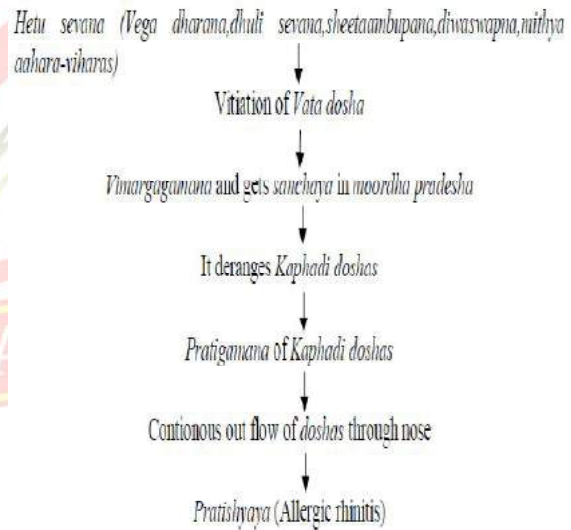 Hetu sevana (Vega dharana,dhuli sevana,sheetaambupana,diwaswapna,mithya
aahara-viharas)
Vitiation of Vata dosha
Vimargagamana and gets sanchaya in moordha pradesha
It deranges Kaphadi doshas
Pratigamana of Kaphadi doshas
Contionous out flow of doshas through nose
Pratishyaya (Allergic rhinitis)